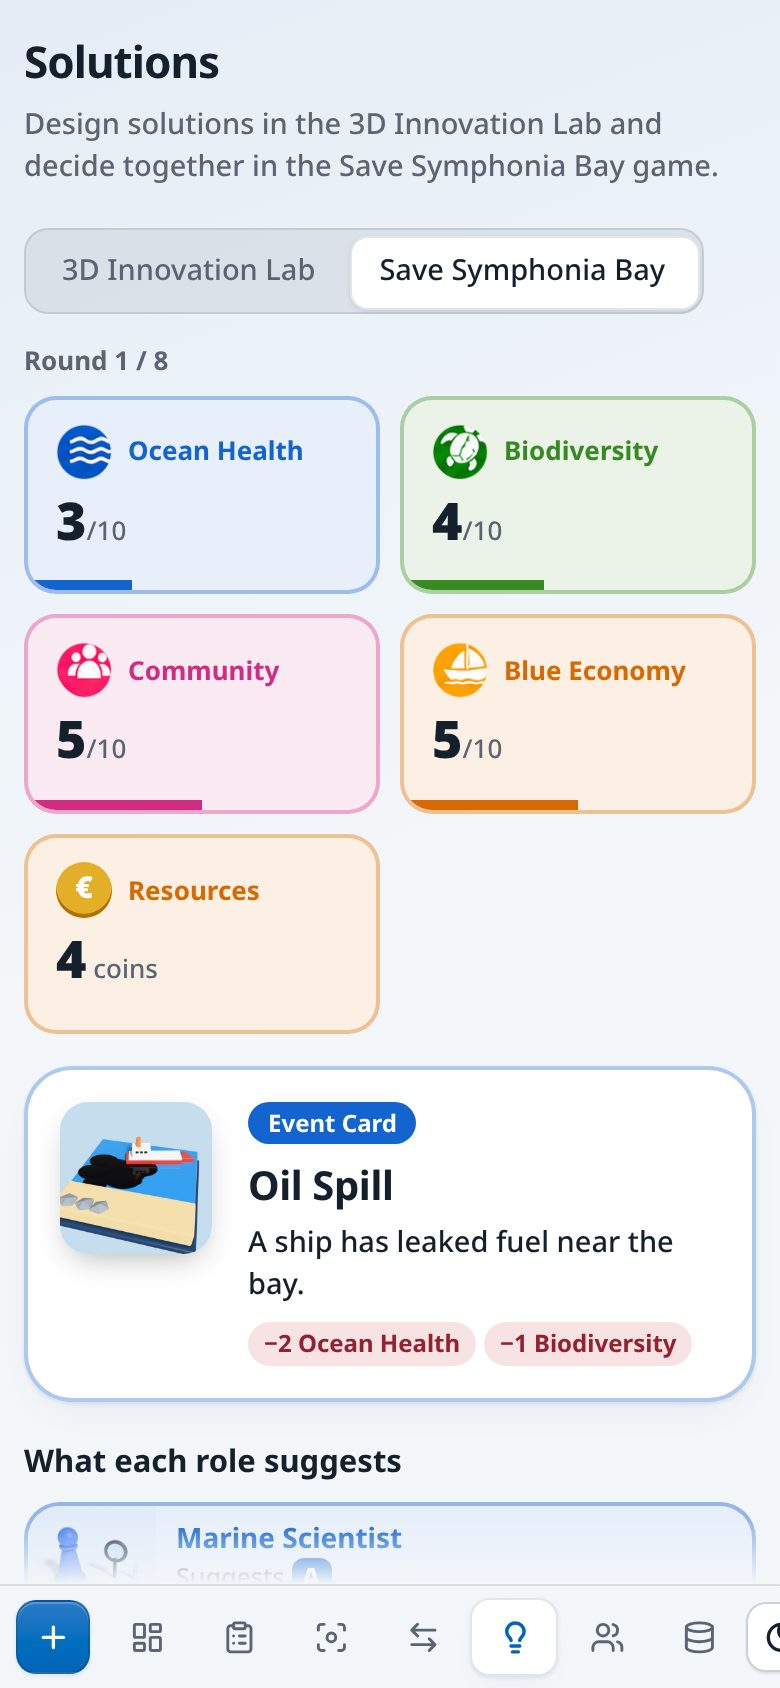 Solutions
Design solutions in the 3D Innovation Lab and
decide together in the Save Symphonia Bay game.
3D Innovation Lab
Save Symphonia Bay
Round 1 / 8
Ocean Health
3/10
Biodiversity
4/10
Community
5/10
Blue Economy
5/10
€
Resources
4 coins
Event Card
Oil Spill
A ship has leaked fuel near the
bay.
−2 Ocean Health
−1 Biodiversity
What each role suggests
Marine Scientist
Suggests A